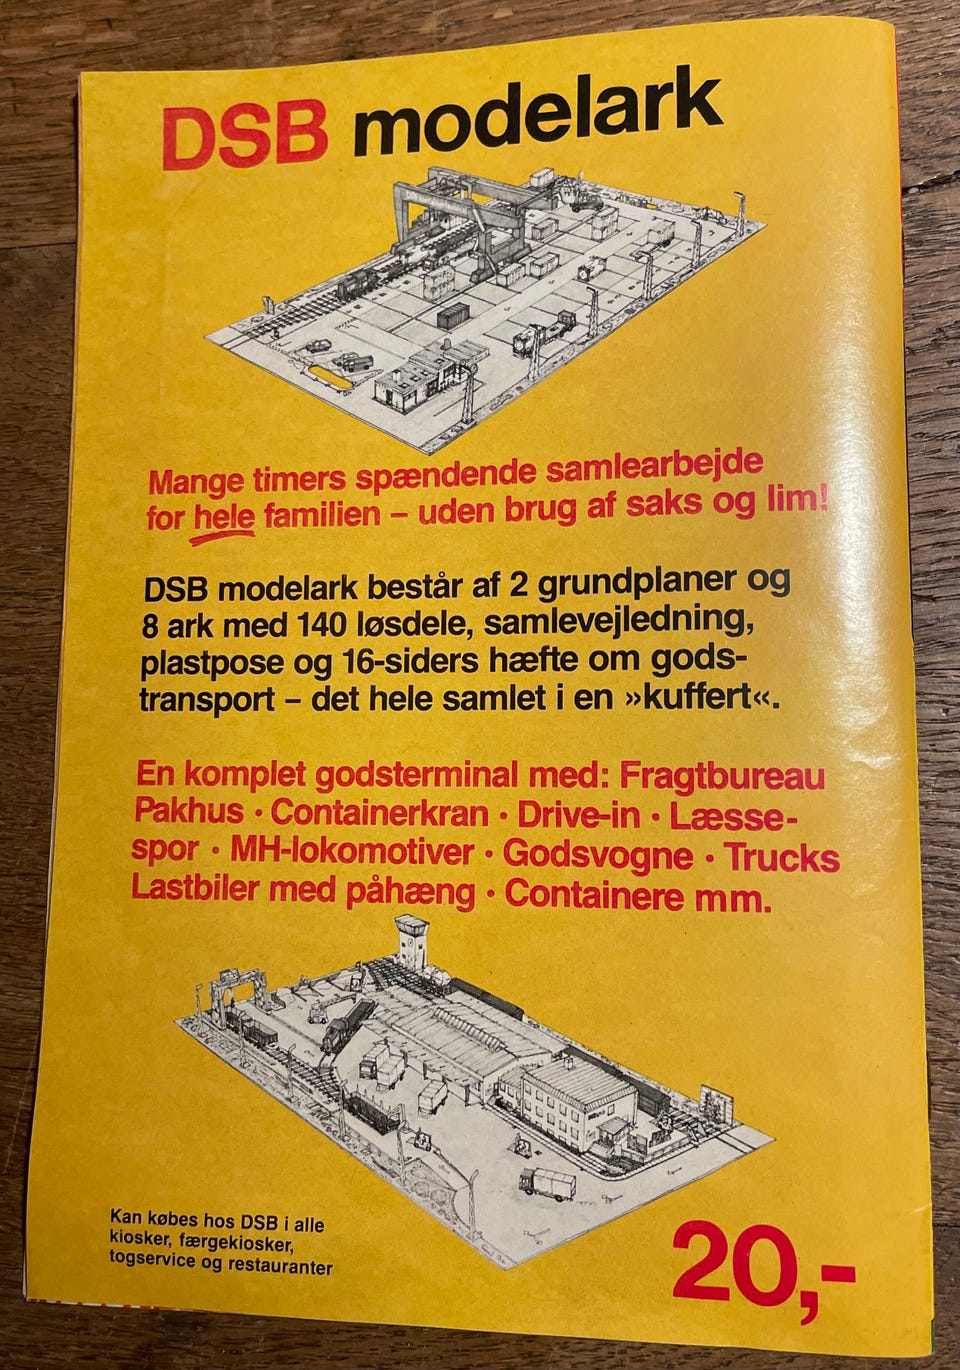 DSB modelark
Mange timers spændende samlearbejde
for hele familien – uden brug af saks og lim!
DSB modelark består af 2 grundplaner og
8 ark med 140 løsdele, samlevejledning,
plastpose og 16-siders hæfte om gods-
transport – det hele samlet i en »kuffert«.
En komplet godsterminal med: Fragtbureau
Pakhus · Containerkran · Drive-in · Læsse-
spor · MH-lokomotiver · Godsvogne · Trucks
Lastbiler med påhæng · Containere mm.
Kan købes hos DSB i alle
kiosker, færgekiosker,
togservice og restauranter
20,-